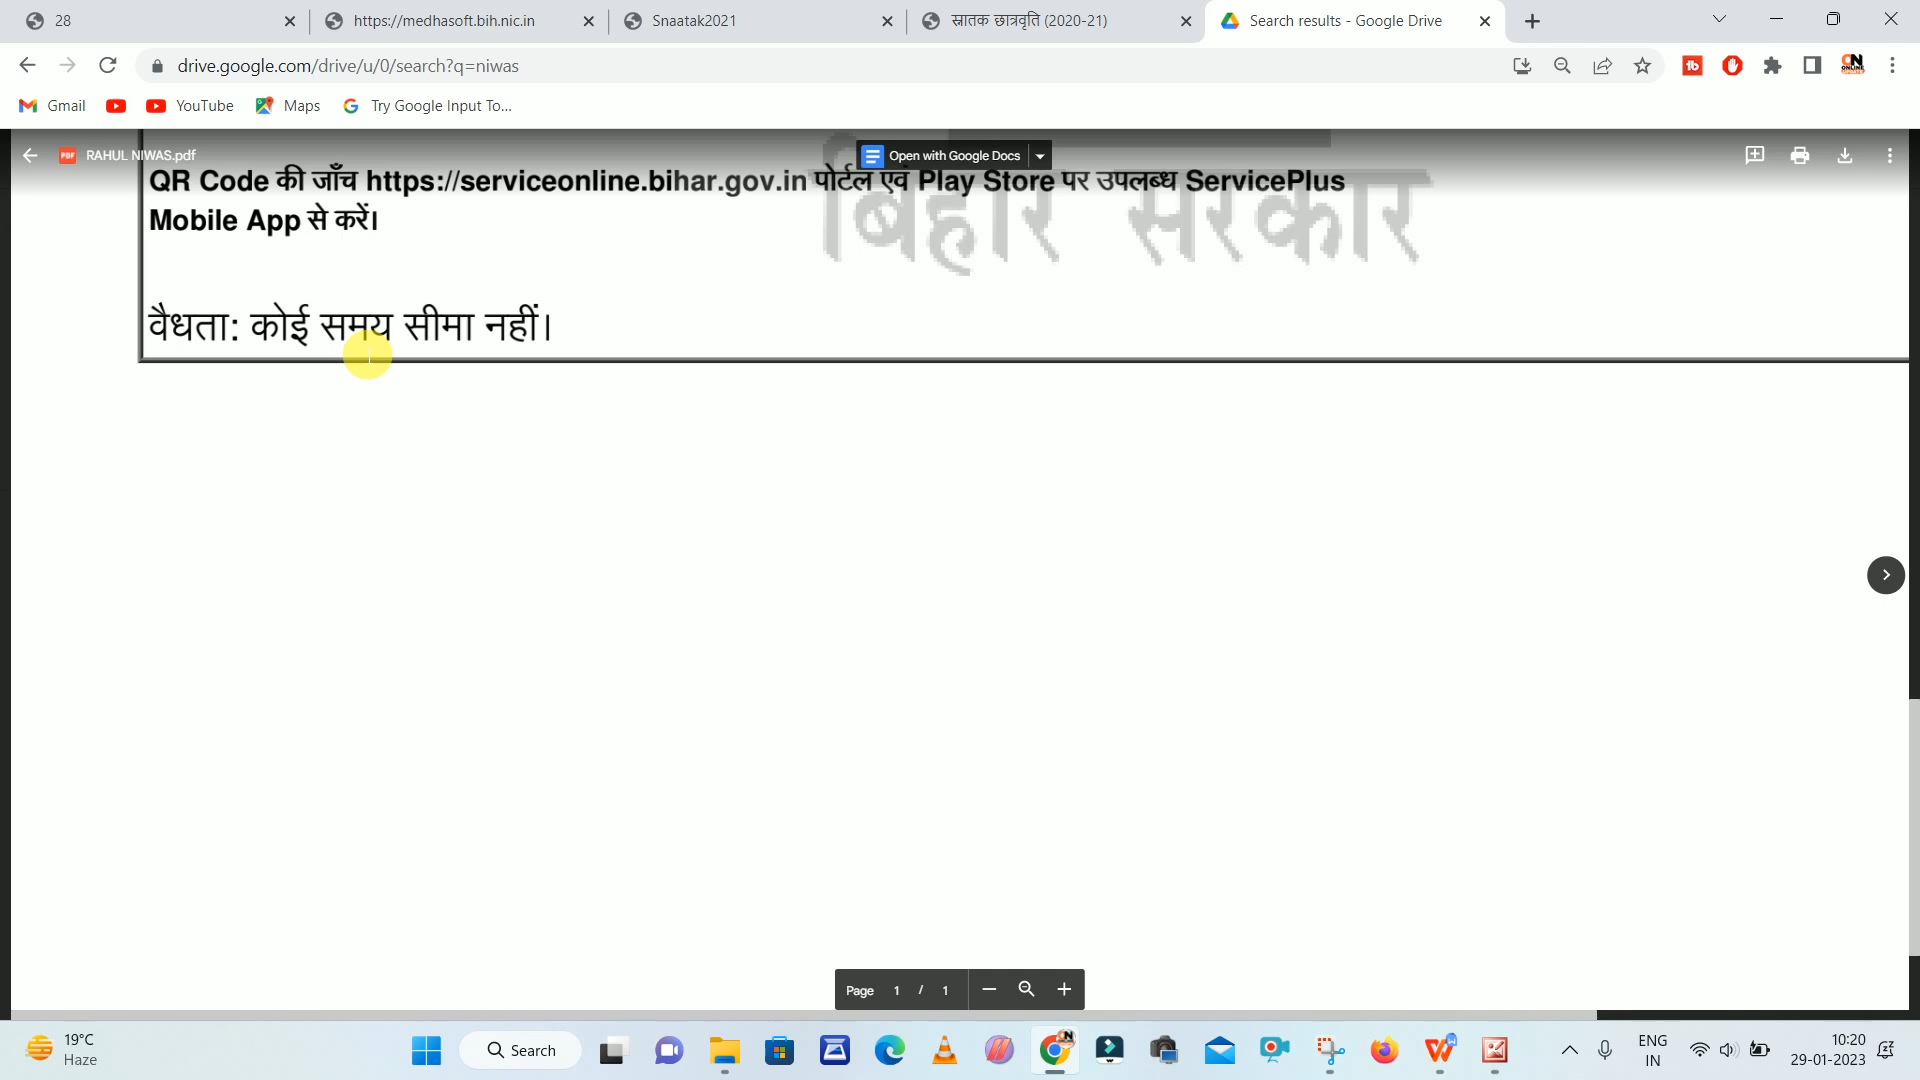 28
https://medhasoft.bih.nic.in
Snaatak2021
स्नातक छात्रवृति (2020-21)
Search results - Google Drive
drive.google.com/drive/u/0/search?q=niwas
Gmail
YouTube
Maps
Try Google Input To...
RAHUL NIWAS.pdf
Open with Google Docs
QR Code की जाँच https://serviceonline.bihar.gov.in पोर्टल एवं Play Store पर उपलब्ध ServicePlus
Mobile App से करें।
बिहार सरकार
वैधता: कोई समय सीमा नहीं।
Page 1 / 1
19°C
Haze
Search
ENG
IN
10:20
29-01-2023